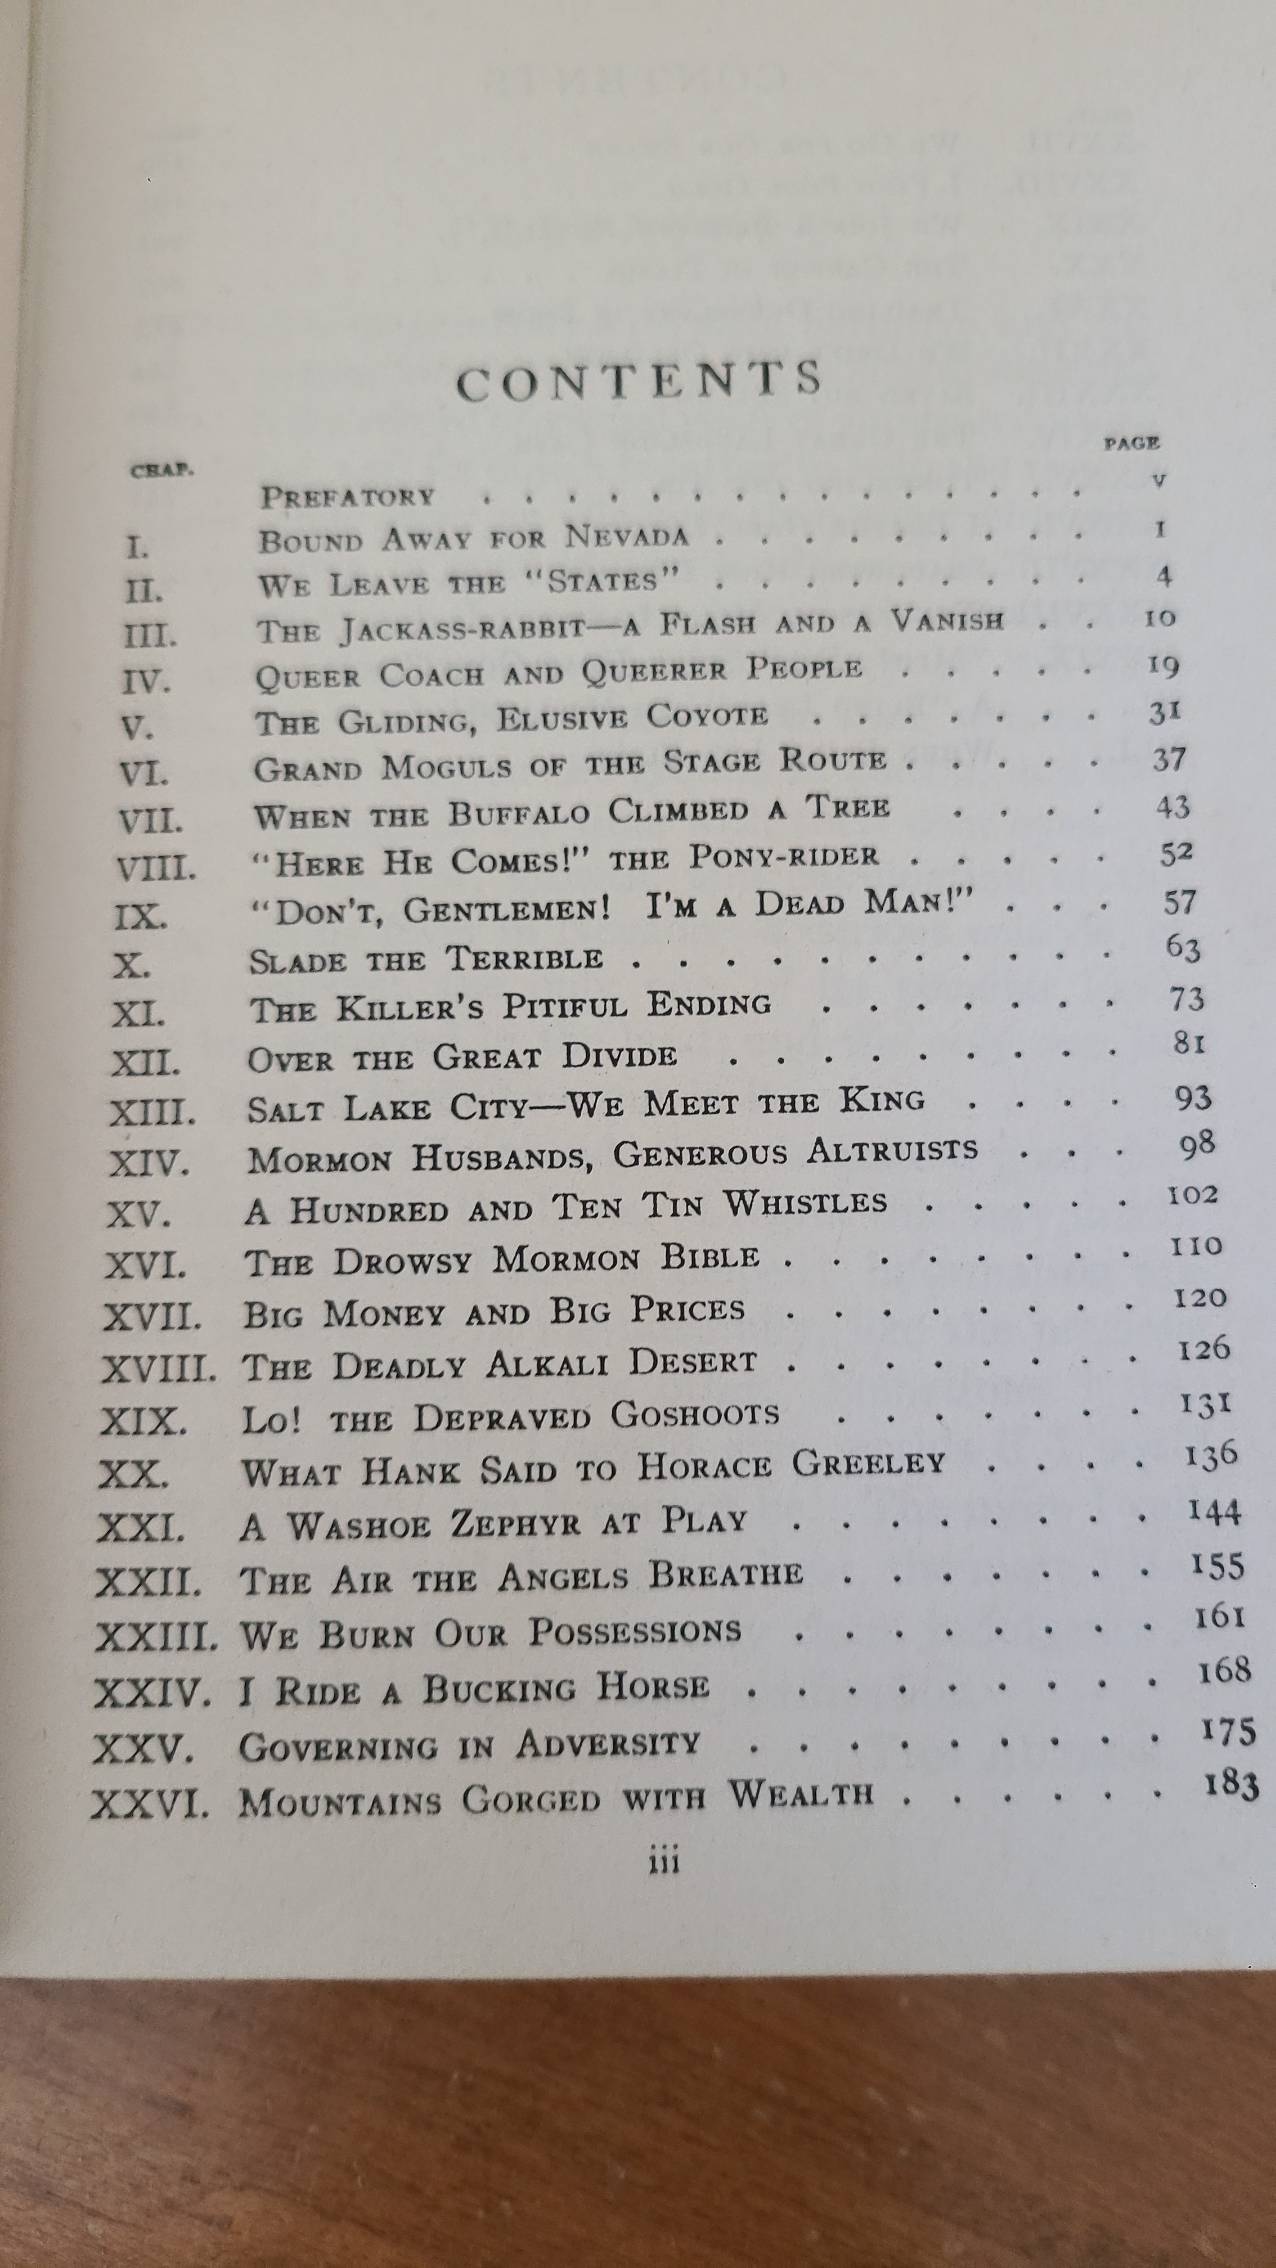 CONTENTS
CHAP. PAGE
PREFATORY . . . . . . . . . . . . . . . v
I. BOUND AWAY FOR NEVADA . . . . . . . . . 1
II. WE LEAVE THE "STATES" . . . . . . . . . 4
III. THE JACKASS-RABBIT—A FLASH AND A VANISH . . 10
IV. QUEER COACH AND QUEERER PEOPLE . . . . . 19
V. THE GLIDING, ELUSIVE COYOTE . . . . . . . 31
VI. GRAND MOGULS OF THE STAGE ROUTE . . . . . 37
VII. WHEN THE BUFFALO CLIMBED A TREE . . . . 43
VIII. "HERE HE COMES!" THE PONY-RIDER . . . . . 52
IX. "DON'T, GENTLEMEN! I'M A DEAD MAN!" . . . 57
X. SLADE THE TERRIBLE . . . . . . . . . . . 63
XI. THE KILLER'S PITIFUL ENDING . . . . . . . 73
XII. OVER THE GREAT DIVIDE . . . . . . . . . 81
XIII. SALT LAKE CITY—WE MEET THE KING . . . . 93
XIV. MORMON HUSBANDS, GENEROUS ALTRUISTS . . . 98
XV. A HUNDRED AND TEN TIN WHISTLES . . . . . 102
XVI. THE DROWSY MORMON BIBLE . . . . . . . . 110
XVII. BIG MONEY AND BIG PRICES . . . . . . . . 120
XVIII. THE DEADLY ALKALI DESERT . . . . . . . . 126
XIX. LO! THE DEPRAVED GOSHOOTS . . . . . . . 131
XX. WHAT HANK SAID TO HORACE GREELEY . . . . 136
XXI. A WASHOE ZEPHYR AT PLAY . . . . . . . . 144
XXII. THE AIR THE ANGELS BREATHE . . . . . . . 155
XXIII. WE BURN OUR POSSESSIONS . . . . . . . . 161
XXIV. I RIDE A BUCKING HORSE . . . . . . . . . 168
XXV. GOVERNING IN ADVERSITY . . . . . . . . . 175
XXVI. MOUNTAINS GORGED WITH WEALTH . . . . . . 183
iii